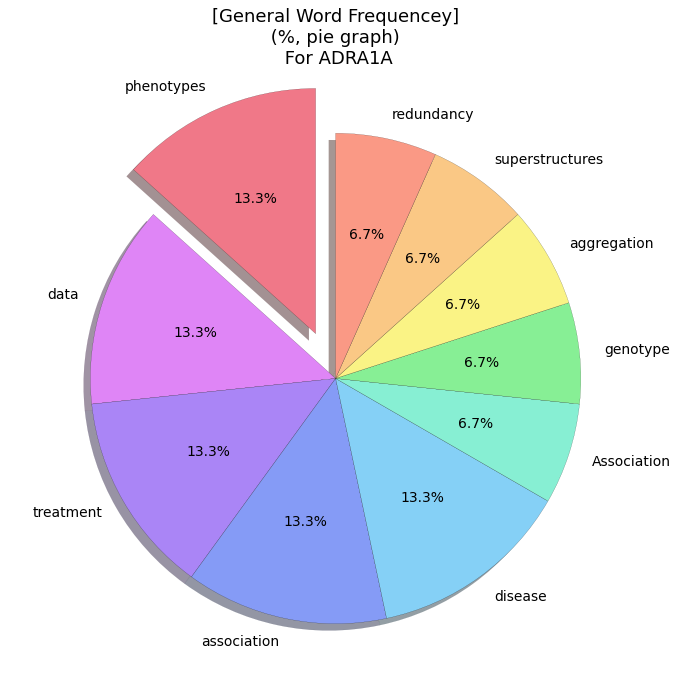 [General Word Frequencey]
(%, pie graph)
For ADRA1A
phenotypes
redundancy
superstructures
aggregation
genotype
Association
disease
association
treatment
data
13.3%
6.7%
6.7%
6.7%
6.7%
6.7%
13.3%
13.3%
13.3%
13.3%